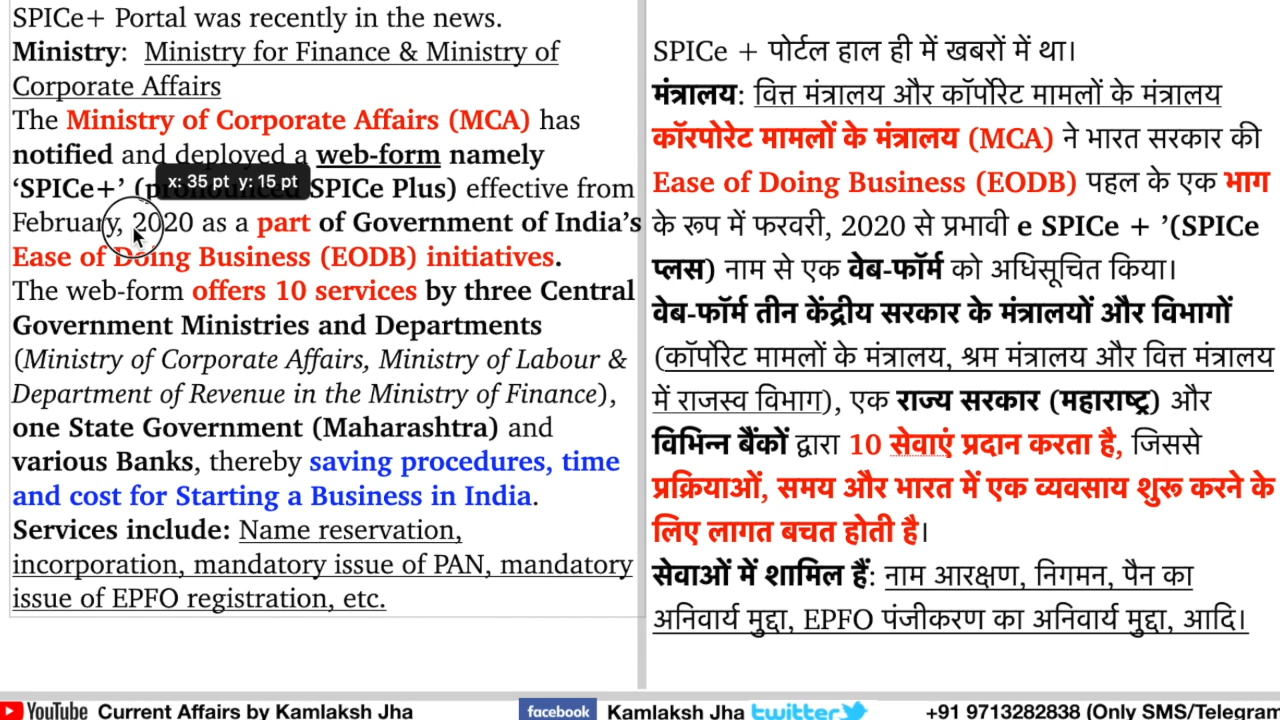 SPICe+ Portal was recently in the news.
Ministry: Ministry for Finance & Ministry of
Corporate Affairs
The Ministry of Corporate Affairs (MCA) has
notified and deployed a web-form namely
‘SPICe+’ (pronounced SPICe Plus) effective from
February, 2020 as a part of Government of India’s
Ease of Doing Business (EODB) initiatives.
The web-form offers 10 services by three Central
Government Ministries and Departments
(Ministry of Corporate Affairs, Ministry of Labour &
Department of Revenue in the Ministry of Finance),
one State Government (Maharashtra) and
various Banks, thereby saving procedures, time
and cost for Starting a Business in India.
Services include: Name reservation,
incorporation, mandatory issue of PAN, mandatory
issue of EPFO registration, etc.
x: 35 pt y: 15 pt
SPICe + पोर्टल हाल ही में खबरों में था।
मंत्रालय: वित्त मंत्रालय और कॉर्पोरेट मामलों के मंत्रालय
कॉरपोरेट मामलों के मंत्रालय (MCA) ने भारत सरकार की
Ease of Doing Business (EODB) पहल के एक भाग
के रूप में फरवरी, 2020 से प्रभावी e SPICe + ’(SPICe
प्लस) नाम से एक वेब-फॉर्म को अधिसूचित किया।
वेब-फॉर्म तीन केंद्रीय सरकार के मंत्रालयों और विभागों
(कॉर्पोरेट मामलों के मंत्रालय, श्रम मंत्रालय और वित्त मंत्रालय
में राजस्व विभाग), एक राज्य सरकार (महाराष्ट्र) और
विभिन्न बैंकों द्वारा 10 सेवाएं प्रदान करता है, जिससे
प्रक्रियाओं, समय और भारत में एक व्यवसाय शुरू करने के
लिए लागत बचत होती है।
सेवाओं में शामिल हैं: नाम आरक्षण, निगमन, पैन का
अनिवार्य मुद्दा, EPFO पंजीकरण का अनिवार्य मुद्दा, आदि।
YouTube Current Affairs by Kamlaksh Jha facebook Kamlaksh Jha twitter +91 9713282838 (Only SMS/Telegram